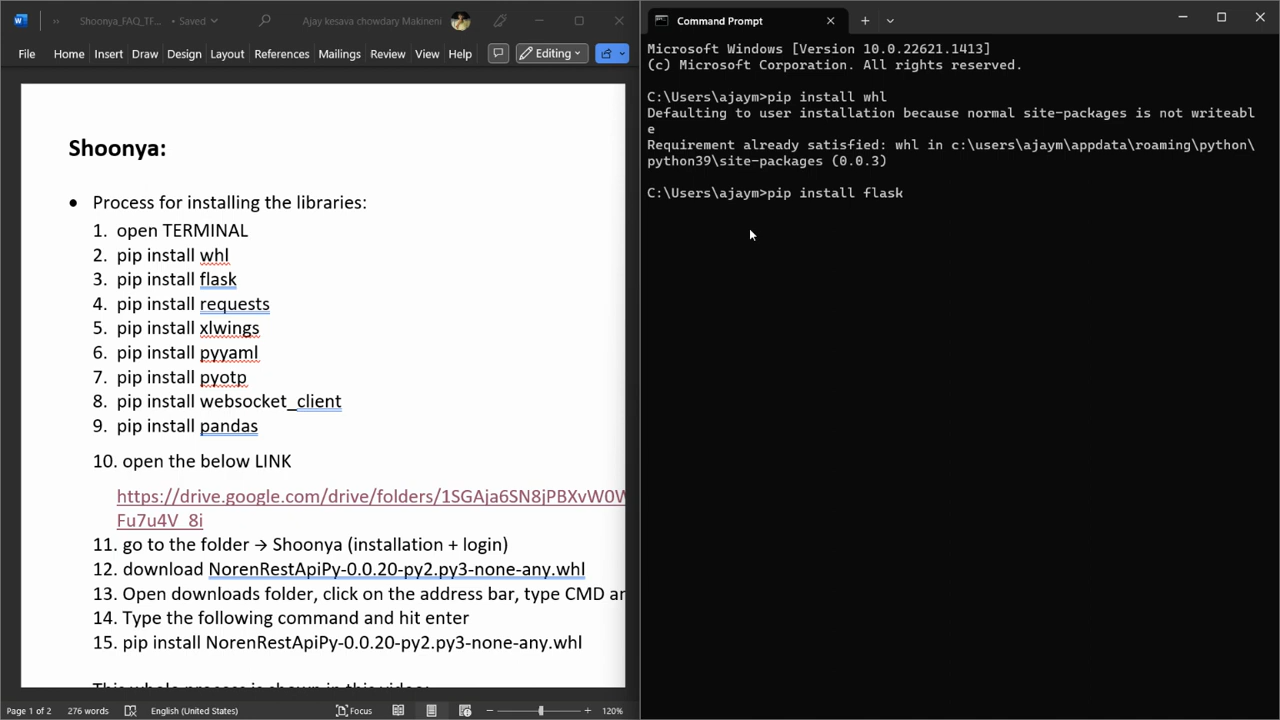 Shoonya_FAQ_TF... • Saved
Ajay kesava chowdary Makineni
File Home Insert Draw Design Layout References Mailings Review View Help Editing
Shoonya:
• Process for installing the libraries:
1. open TERMINAL
2. pip install whl
3. pip install flask
4. pip install requests
5. pip install xlwings
6. pip install pyyaml
7. pip install pyotp
8. pip install websocket_client
9. pip install pandas
10. open the below LINK
https://drive.google.com/drive/folders/1SGAja6SN8jPBXvW0W
Fu7u4V_8i
11. go to the folder → Shoonya (installation + login)
12. download NorenRestApiPy-0.0.20-py2.py3-none-any.whl
13. Open downloads folder, click on the address bar, type CMD an
14. Type the following command and hit enter
15. pip install NorenRestApiPy-0.0.20-py2.py3-none-any.whl
This whole process is shown in this video:
Page 1 of 2 276 words English (United States) Focus 120%
Command Prompt
Microsoft Windows [Version 10.0.22621.1413]
(c) Microsoft Corporation. All rights reserved.
C:\Users\ajaym>pip install whl
Defaulting to user installation because normal site-packages is not writeabl
e
Requirement already satisfied: whl in c:\users\ajaym\appdata\roaming\python\
python39\site-packages (0.0.3)
C:\Users\ajaym>pip install flask